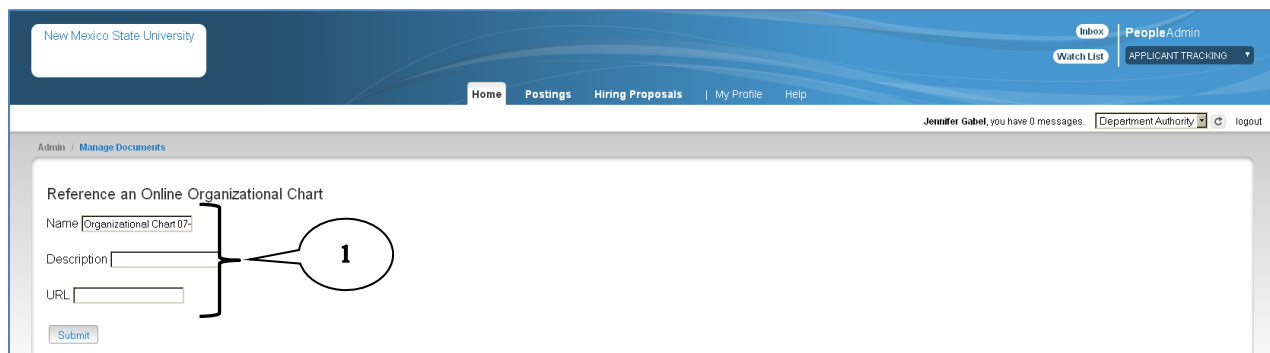 New Mexico State University
Inbox
PeopleAdmin
Watch List
APPLICANT TRACKING
Home Postings Hiring Proposals | My Profile Help
Jennifer Gabel, you have 0 messages. Department Authority logout
Admin / Manage Documents
Reference an Online Organizational Chart
Name Organizational Chart 07-
Description
1
URL
Submit